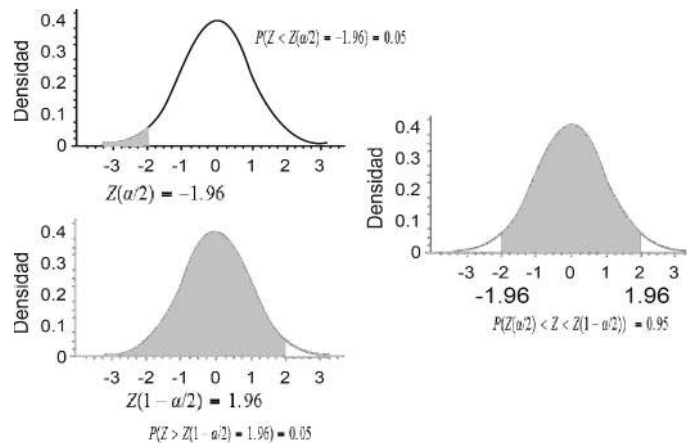 Densidad
0.4
0.3
0.2
0.1
0
P(Z < Z(α/2) = −1.96) = 0.05
-3 -2 -1 0 1 2 3
Z(α/2) = −1.96
Densidad
0.4
0.3
0.2
0.1
0
-3 -2 -1 0 1 2 3
Z(1 − α/2) = 1.96
P(Z > Z(1 − α/2) = 1.96) = 0.05
Densidad
0.4
0.3
0.2
0.1
0
-3 -2 -1 0 1 2 3
-1.96 1.96
P(Z(α/2) < Z < Z(1 − α/2)) = 0.95